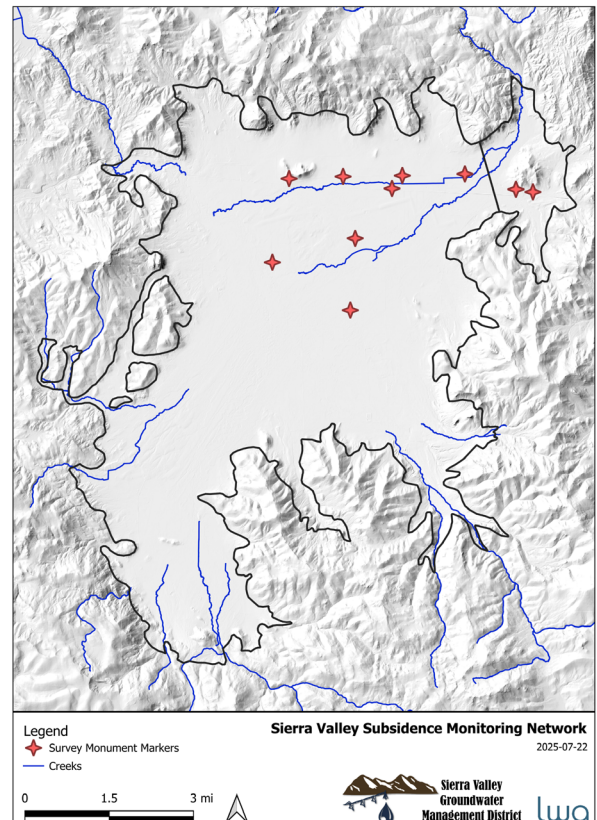 Legend
Sierra Valley Subsidence Monitoring Network
Survey Monument Markers
2025-07-22
Creeks
0 1.5 3 mi
Sierra Valley
Groundwater
Management District
lwa